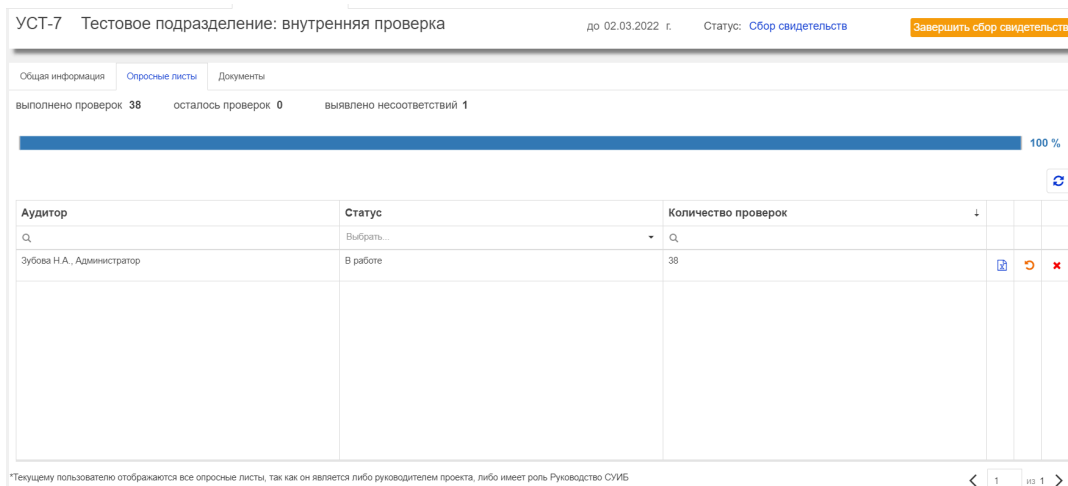 УСТ-7 Тестовое подразделение: внутренняя проверка до 02.03.2022 г. Статус: Сбор свидетельств Завершить сбор свидетельств
Общая информация Опросные листы Документы
выполнено проверок 38 осталось проверок 0 выявлено несоответствий 1
100 %
Аудитор Статус Количество проверок
Выбрать...
Зубова Н.А., Администратор В работе 38
*Текущему пользователю отображаются все опросные листы, так как он является либо руководителем проекта, либо имеет роль Руководство СУИБ
1 из 1